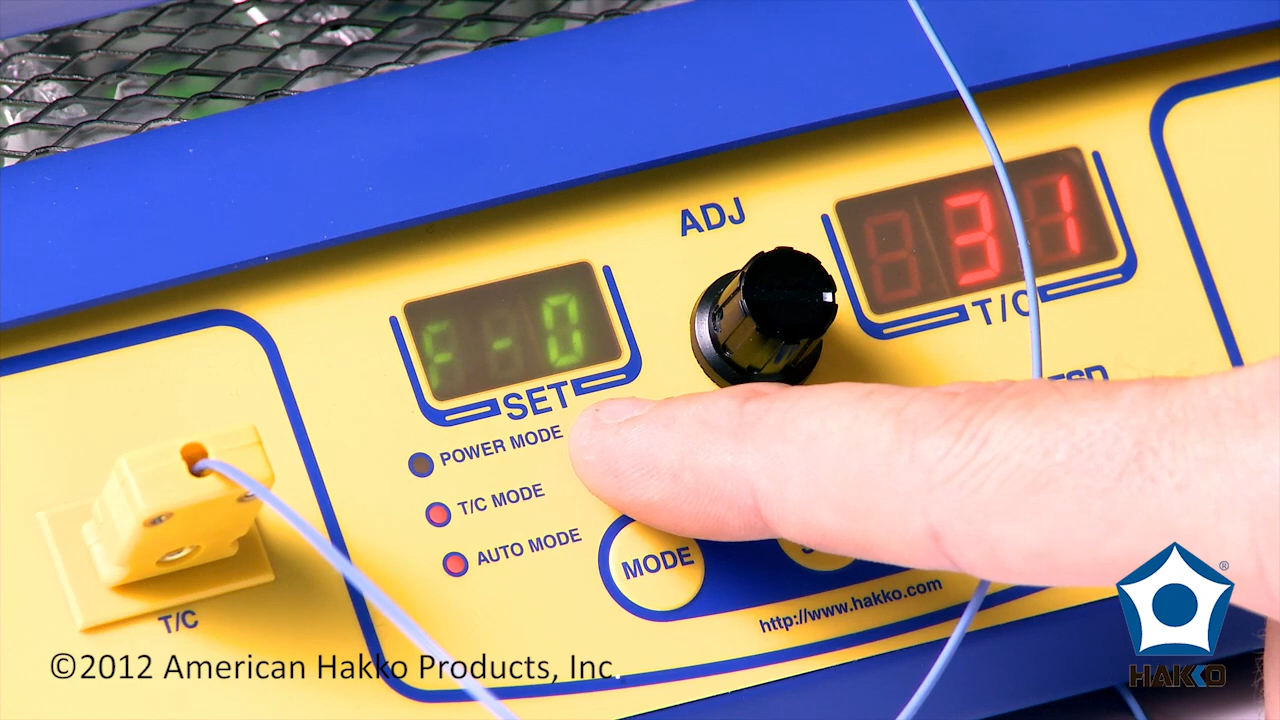 ADJ
31
T/C
F-0
SET
POWER MODE
T/C MODE
AUTO MODE
MODE
http://www.hakko.com
T/C
©2012 American Hakko Products, Inc.
®
HAKKO